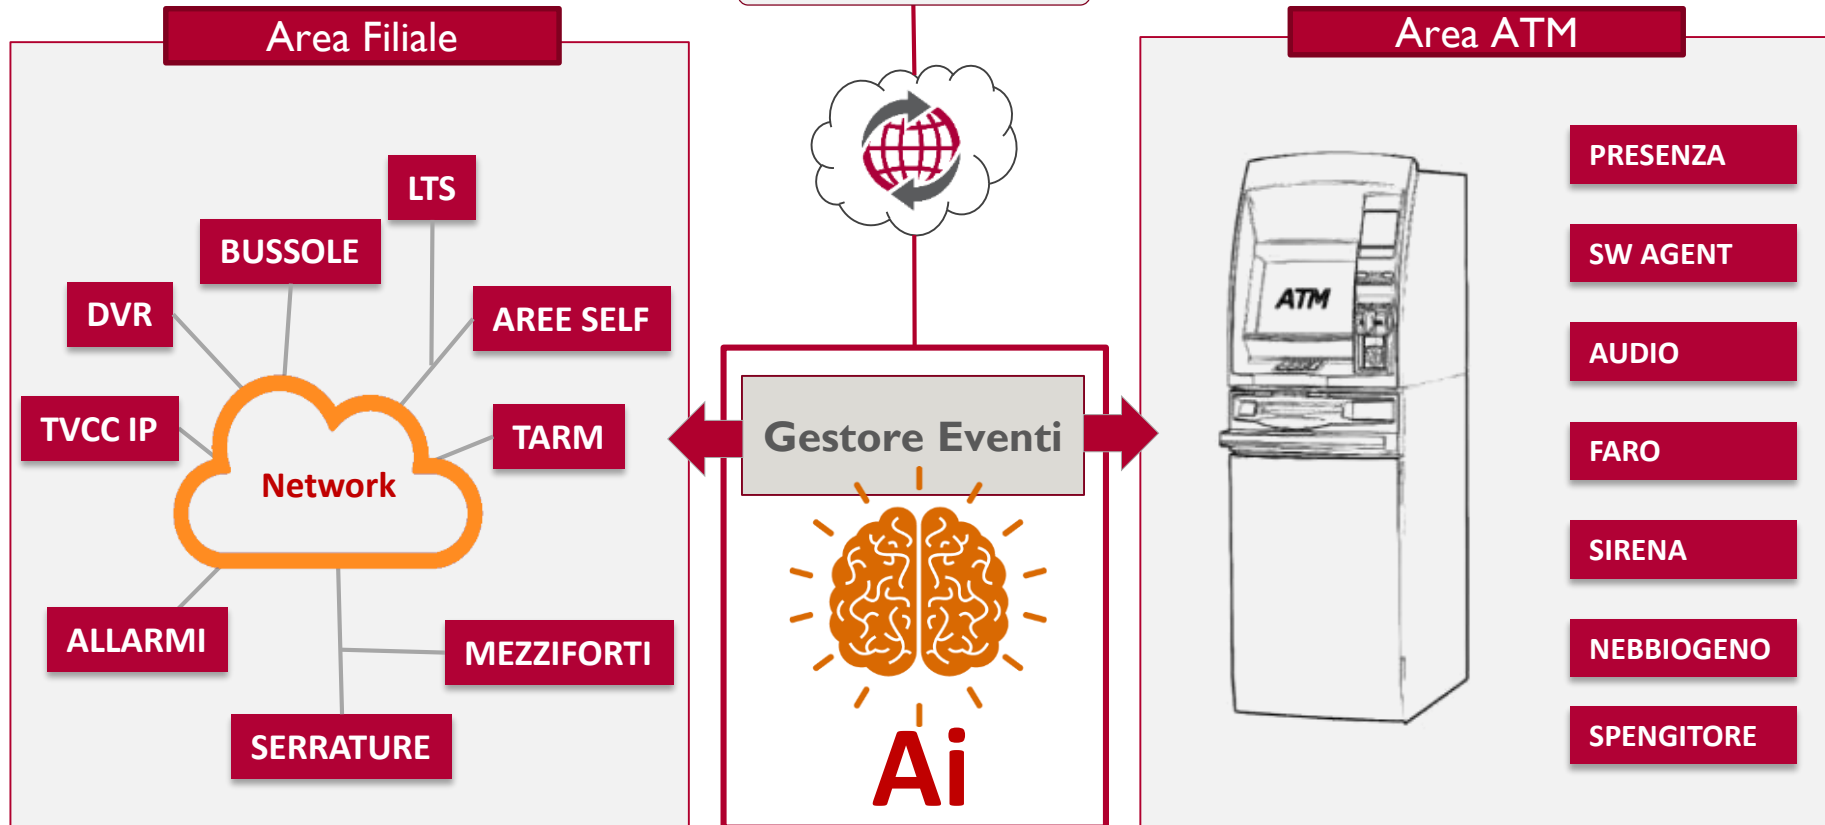 Area Filiale
Area ATM
LTS
BUSSOLE
DVR
AREE SELF
TVCC IP
TARM
Network
ALLARMI
MEZZIFORTI
SERRATURE
Gestore Eventi
Ai
ATM
PRESENZA
SW AGENT
AUDIO
FARO
SIRENA
NEBBIOGENO
SPENGITORE